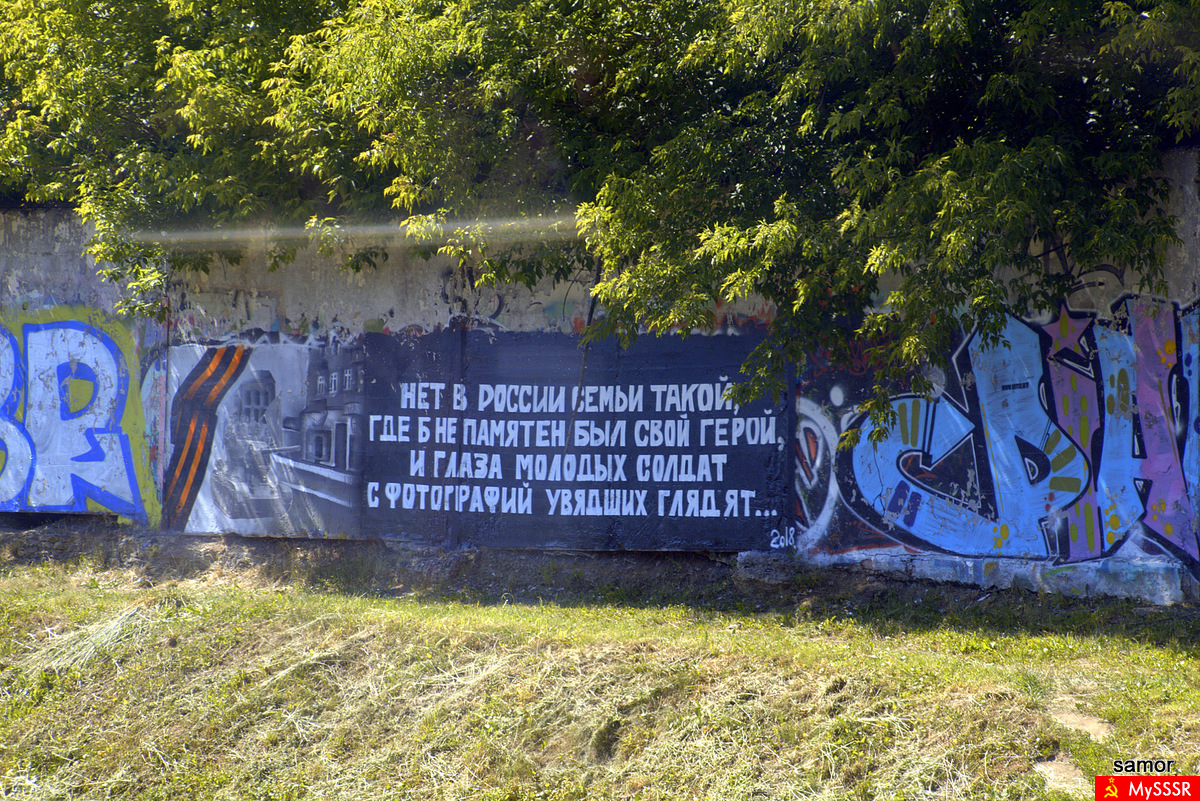 НЕТ В РОССИИ СЕМЬИ ТАКОЙ,
ГДЕ Б НЕ ПАМЯТЕН БЫЛ СВОЙ ГЕРОЙ,
И ГЛАЗА МОЛОДЫХ СОЛДАТ
С ФОТОГРАФИЙ УВЯДШИХ ГЛЯДЯТ...
2018
samor
MySSSR